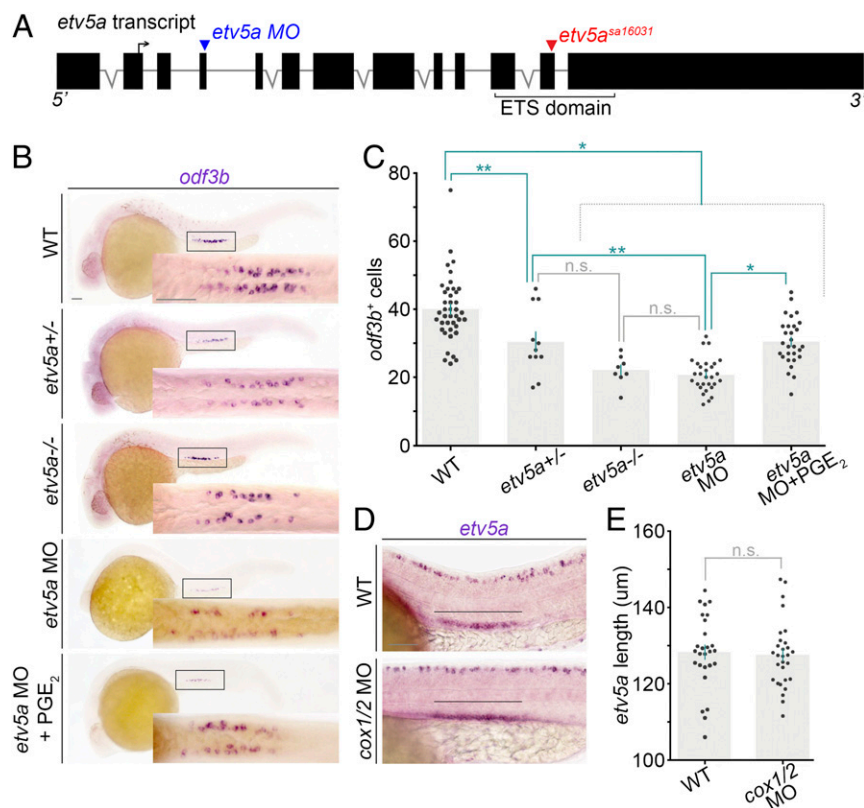 A
etv5a transcript
etv5a MO
etv5a^sa16031
5’
ETS domain
3’
B
odf3b
WT
etv5a+/-
etv5a-/-
etv5a MO
etv5a MO
+ PGE₂
C
odf3b⁺ cells
80
60
40
20
0
*
**
**
*
n.s.
n.s.
WT
etv5a+/-
etv5a-/-
etv5a
MO
etv5a
MO+PGE₂
D
etv5a
WT
cox1/2 MO
E
etv5a length (um)
160
140
120
100
n.s.
WT
cox1/2
MO